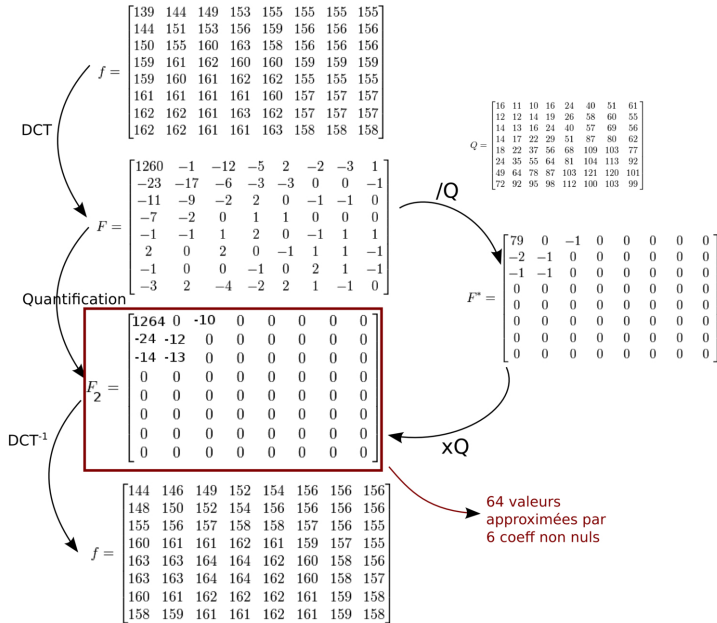 f =
139 144 149 153 155 155 155 155
144 151 153 156 159 156 156 156
150 155 160 163 158 156 156 156
159 161 162 160 160 159 159 159
159 160 161 162 162 155 155 155
161 161 161 161 160 157 157 157
162 162 161 163 162 157 157 157
162 162 161 161 163 158 158 158
DCT
Q =
16 11 10 16 24 40 51 61
12 12 14 19 26 58 60 55
14 13 16 24 40 57 69 56
14 17 22 29 51 87 80 62
18 22 37 56 68 109 103 77
24 35 55 64 81 104 113 92
49 64 78 87 103 121 120 101
72 92 95 98 112 100 103 99
F =
1260 −1 −12 −5 2 −2 −3 1
−23 −17 −6 −3 −3 0 0 −1
−11 −9 −2 2 0 −1 −1 0
−7 −2 0 1 1 0 0 0
−1 −1 1 2 0 −1 1 1
2 0 2 0 −1 1 1 −1
−1 0 0 −1 0 2 1 −1
−3 2 −4 −2 2 1 −1 0
/Q
F* =
79 0 −1 0 0 0 0 0
−2 −1 0 0 0 0 0 0
−1 −1 0 0 0 0 0 0
0 0 0 0 0 0 0 0
0 0 0 0 0 0 0 0
0 0 0 0 0 0 0 0
0 0 0 0 0 0 0 0
0 0 0 0 0 0 0 0
Quantification
F2 =
1264 0 -10 0 0 0 0 0
-24 -12 0 0 0 0 0 0
-14 -13 0 0 0 0 0 0
0 0 0 0 0 0 0 0
0 0 0 0 0 0 0 0
0 0 0 0 0 0 0 0
0 0 0 0 0 0 0 0
0 0 0 0 0 0 0 0
xQ
DCT-1
64 valeurs
approximées par
6 coeff non nuls
f =
144 146 149 152 154 156 156 156
148 150 152 154 156 156 156 156
155 156 157 158 158 157 156 155
160 161 161 162 161 159 157 155
163 163 164 164 162 160 158 156
163 163 164 164 162 160 158 157
160 161 162 162 162 161 159 158
158 159 161 161 162 161 159 158